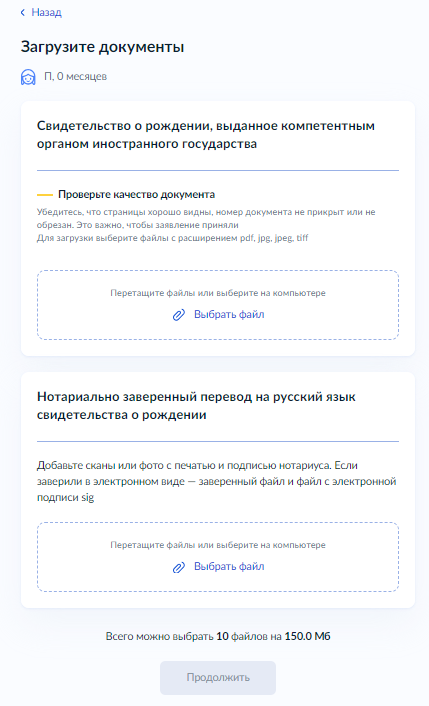 Назад
Загрузите документы
П, 0 месяцев
Свидетельство о рождении, выданное компетентным
органом иностранного государства
Проверьте качество документа
Убедитесь, что страницы хорошо видны, номер документа не прикрыт или не
обрезан. Это важно, чтобы заявление приняли
Для загрузки выберите файлы с расширением pdf, jpg, jpeg, tiff
Перетащите файлы или выберите на компьютере
Выбрать файл
Нотариально заверенный перевод на русский язык
свидетельства о рождении
Добавьте сканы или фото с печатью и подписью нотариуса. Если
заверили в электронном виде — заверенный файл и файл с электронной
подписи sig
Перетащите файлы или выберите на компьютере
Выбрать файл
Всего можно выбрать 10 файлов на 150.0 Мб
Продолжить